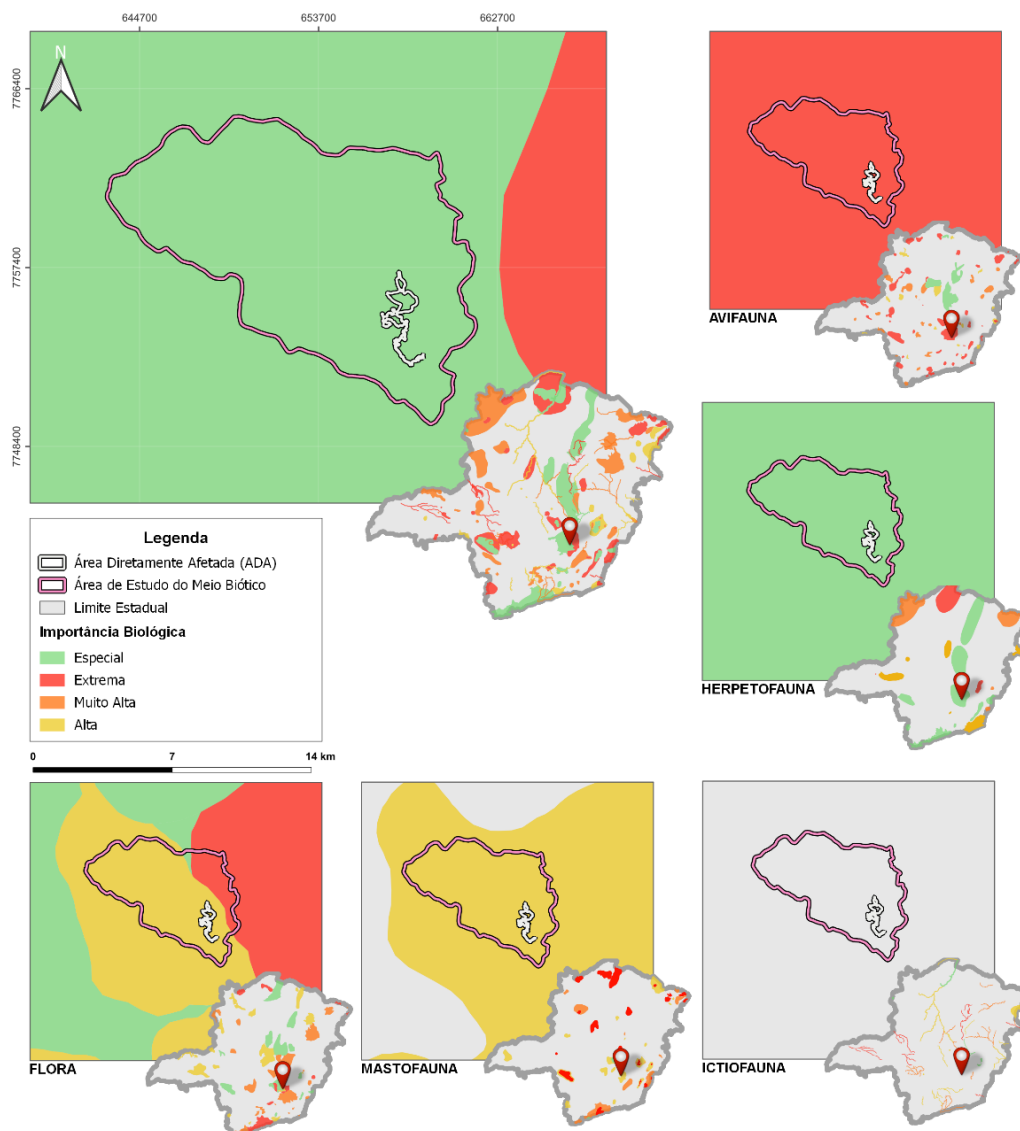 644700
653700
662700
7766400
7757400
7748400
N
AVIFAUNA
HERPETOFAUNA
Legenda
Área Diretamente Afetada (ADA)
Área de Estudo do Meio Biótico
Limite Estadual
Importância Biológica
Especial
Extrema
Muito Alta
Alta
0 7 14 km
FLORA
MASTOFAUNA
ICTIOFAUNA